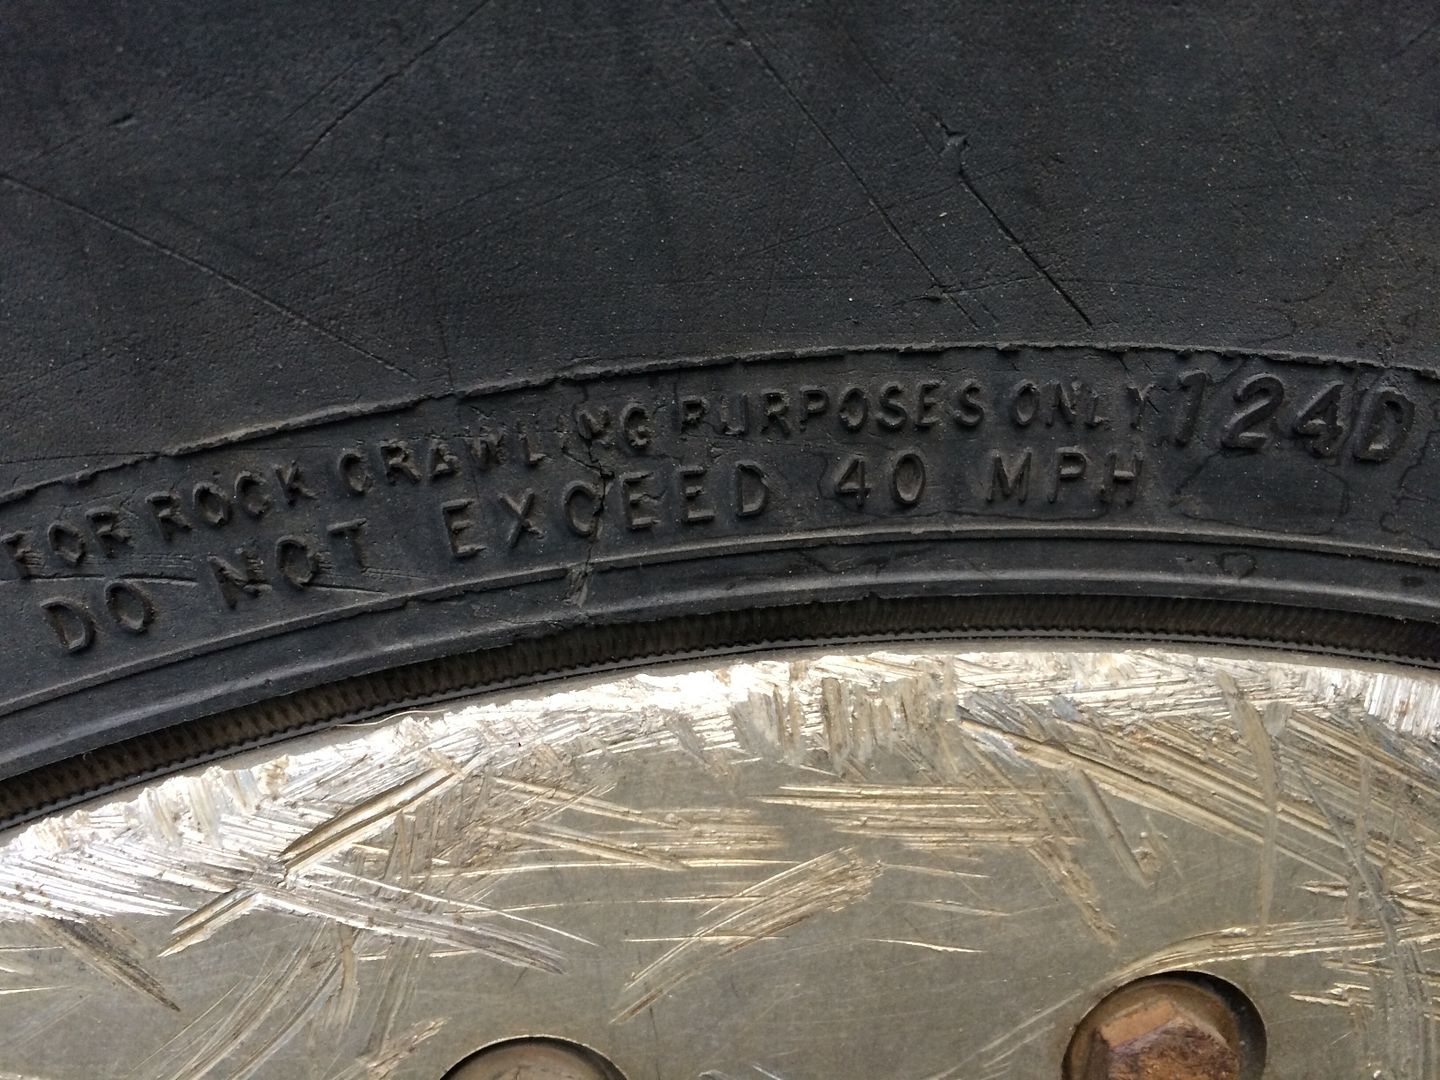 FOR ROCK CRAWLING PURPOSES ONLY 124D
DO NOT EXCEED 40 MPH